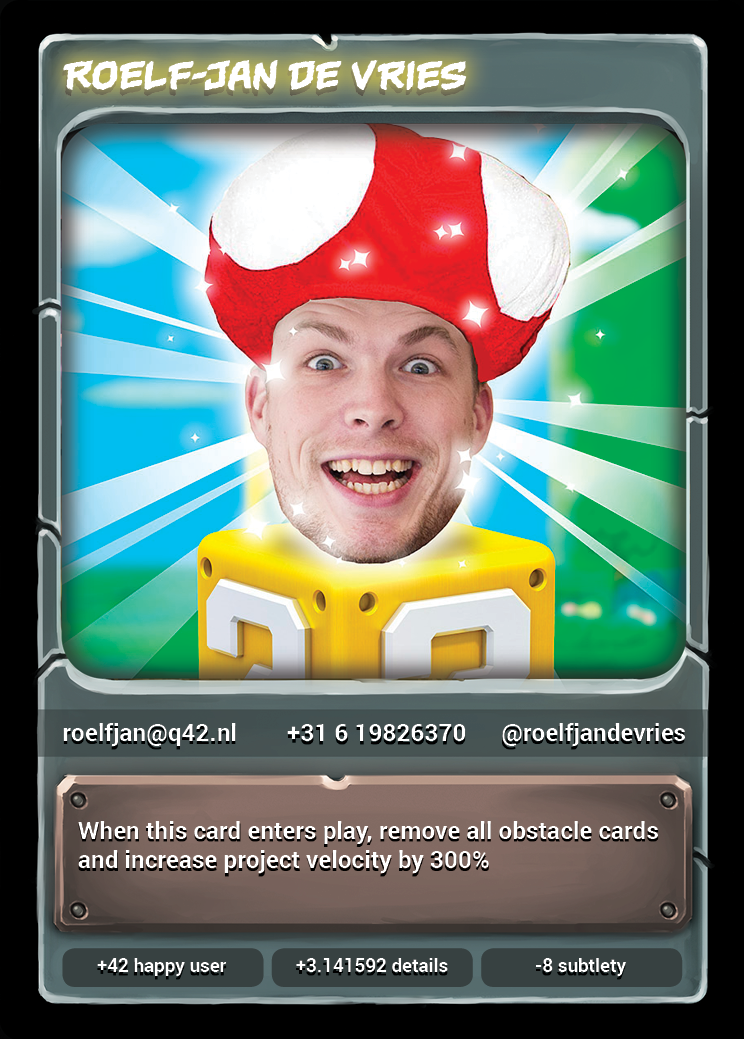 ROELF-JAN DE VRIES
roelfjan@q42.nl +31 6 19826370 @roelfjandevries
When this card enters play, remove all obstacle cards
and increase project velocity by 300%
+42 happy user +3.141592 details -8 subtlety